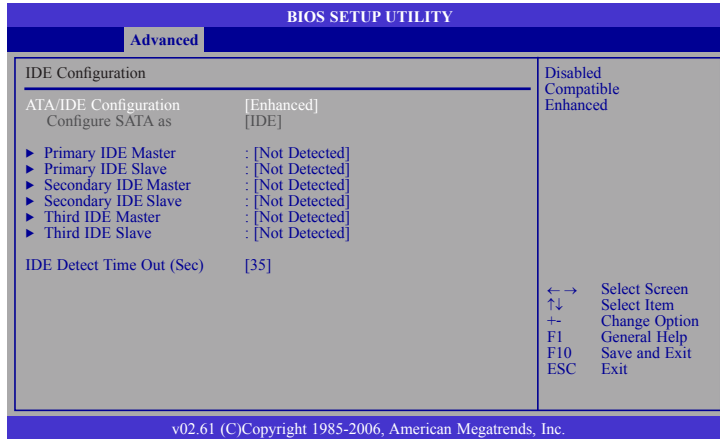 BIOS SETUP UTILITY
Advanced
IDE Configuration
ATA/IDE Configuration [Enhanced]
Configure SATA as [IDE]
► Primary IDE Master : [Not Detected]
► Primary IDE Slave : [Not Detected]
► Secondary IDE Master : [Not Detected]
► Secondary IDE Slave : [Not Detected]
► Third IDE Master : [Not Detected]
► Third IDE Slave : [Not Detected]
IDE Detect Time Out (Sec) [35]
Disabled
Compatible
Enhanced
←→ Select Screen
↑↓ Select Item
+- Change Option
F1 General Help
F10 Save and Exit
ESC Exit
v02.61 (C)Copyright 1985-2006, American Megatrends, Inc.